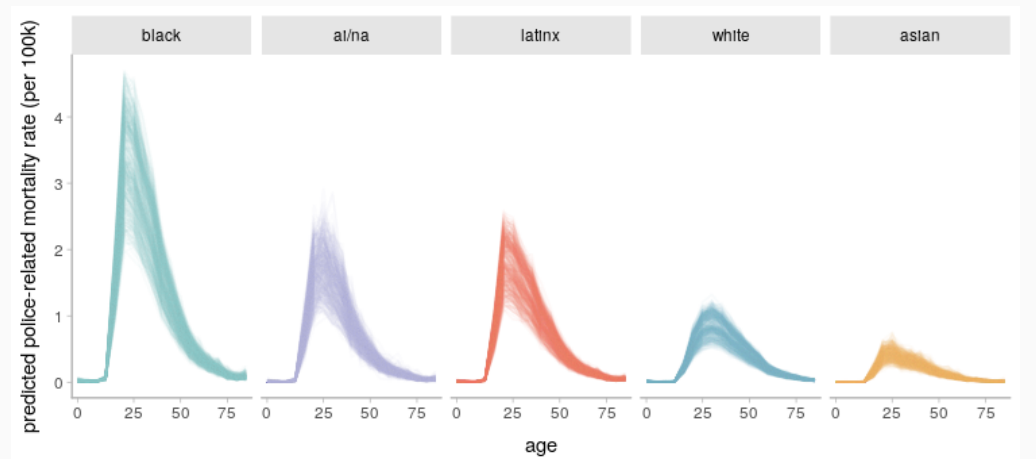 predicted police-related mortality rate (per 100k)
black
ai/na
latinx
white
asian
4
3
2
1
0
0 25 50 75
0 25 50 75
0 25 50 75
0 25 50 75
0 25 50 75
age